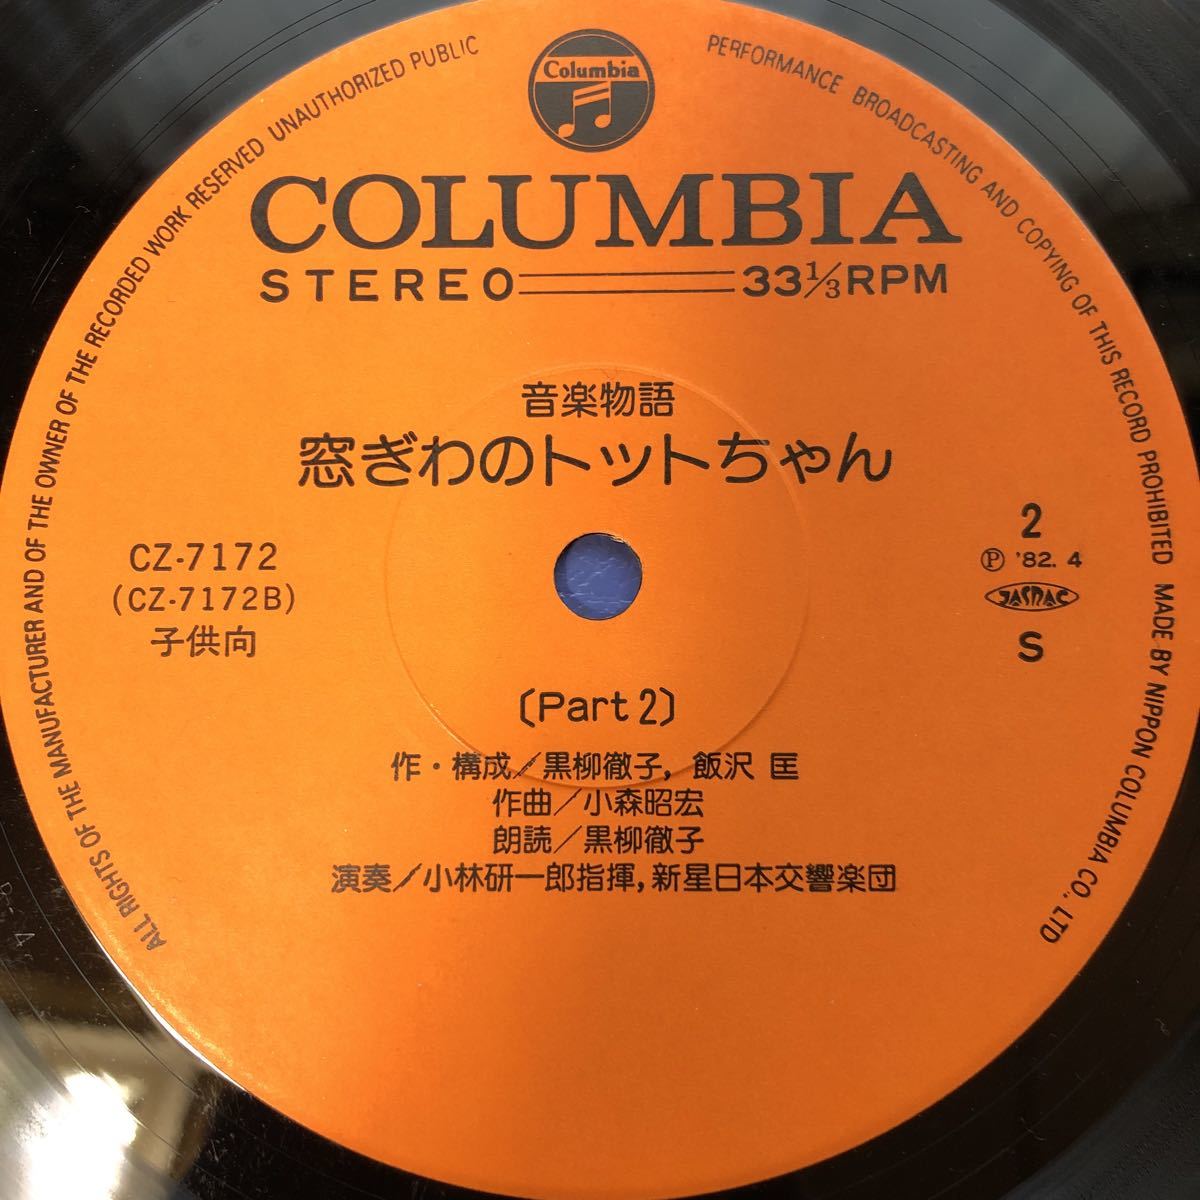 Columbia
COLUMBIA
STEREO 33⅓RPM
音楽物語
窓ぎわのトットちゃん
CZ-7172
(CZ-7172B)
子供向
2
Ⓟ '82. 4
JASRAC
S
〔Part 2〕
作・構成／黒柳徹子, 飯沢 匡
作曲／小森昭宏
朗読／黒柳徹子
演奏／小林研一郎指揮, 新星日本交響楽団
ALL RIGHTS OF THE MANUFACTURER AND OF THE OWNER OF THE RECORDED WORK RESERVED UNAUTHORIZED PUBLIC PERFORMANCE BROADCASTING AND COPYING OF THIS RECORD PROHIBITED MADE BY NIPPON COLUMBIA CO., LTD